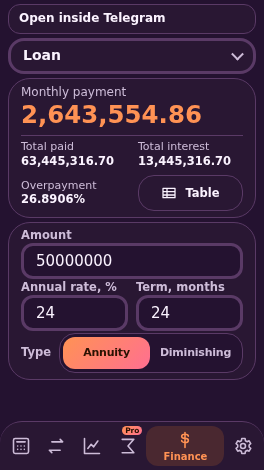 Open inside Telegram
Loan
Monthly payment
2,643,554.86
Total paid
63,445,316.70
Total interest
13,445,316.70
Overpayment
26.8906%
Table
Amount
50000000
Annual rate, %
24
Term, months
24
Type
Annuity
Diminishing
Pro
Finance